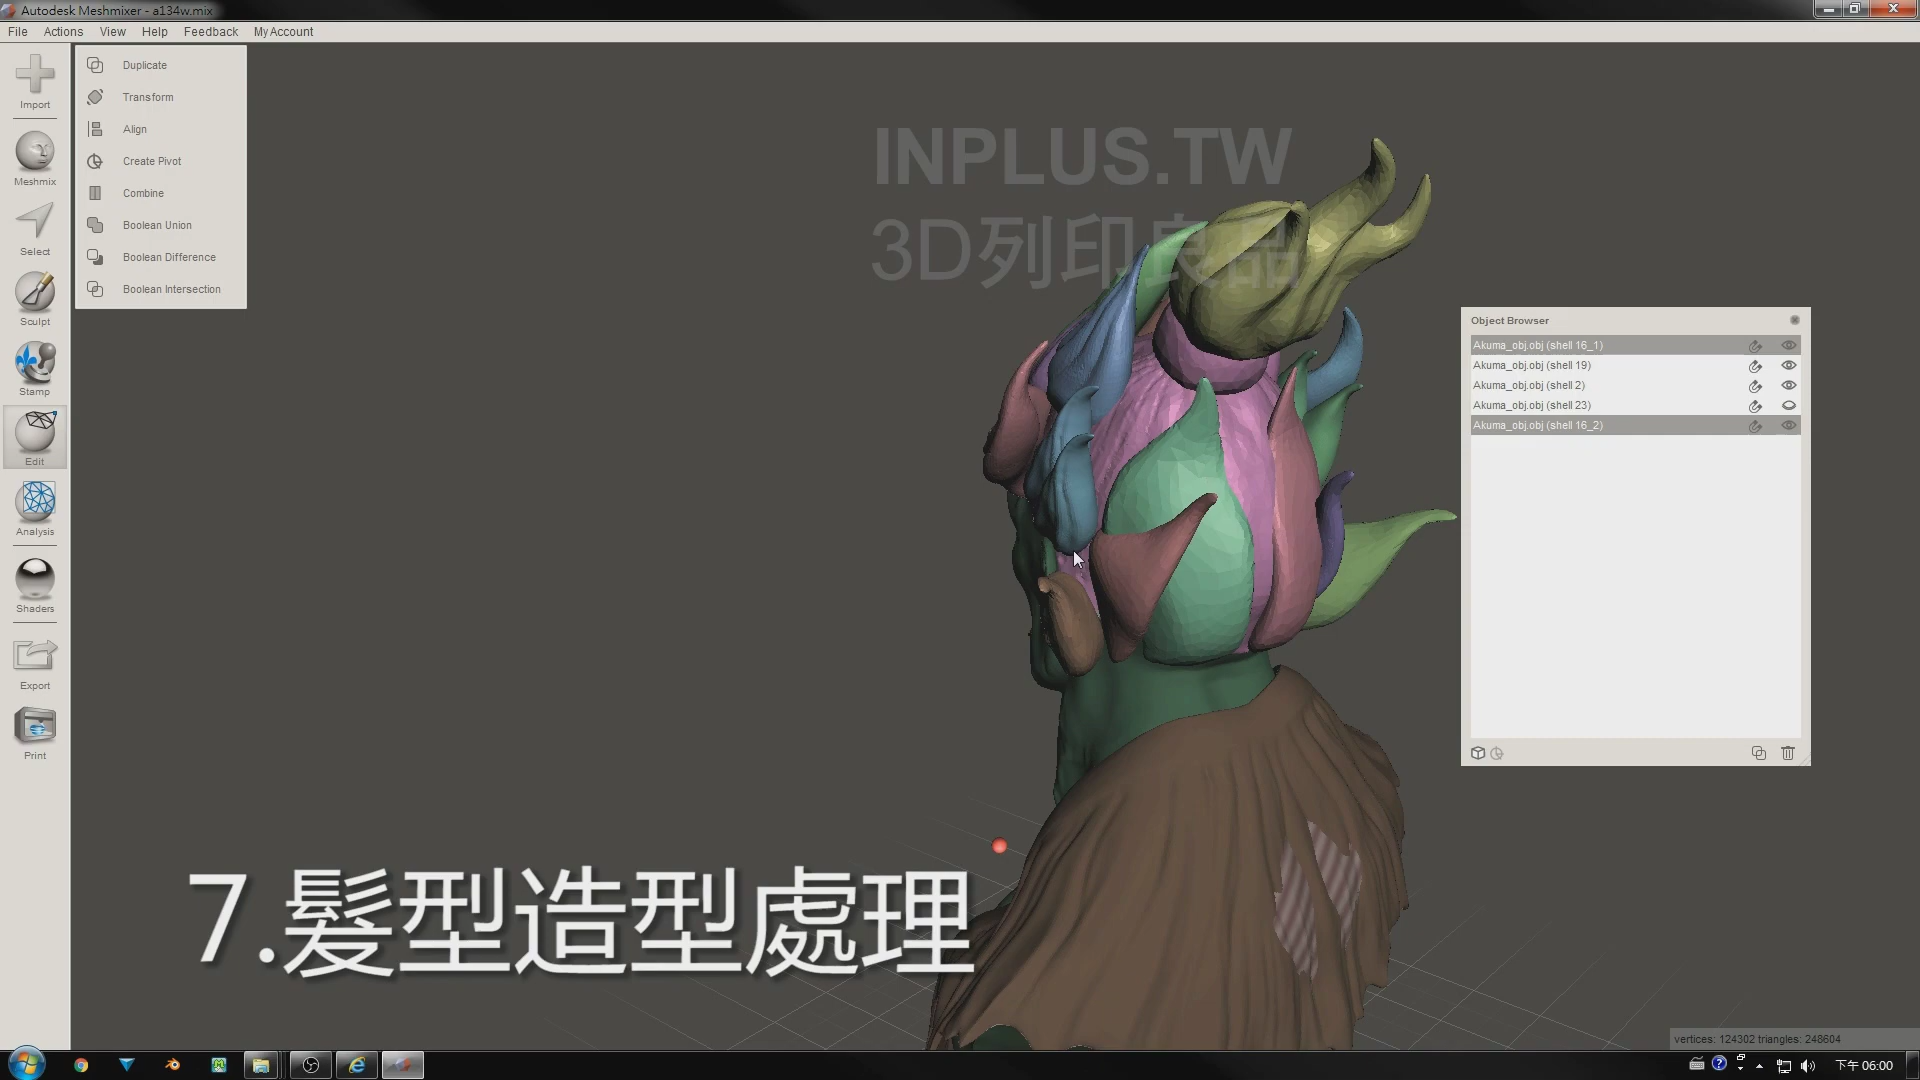 Autodesk Meshmixer - a134w.mix
File Actions View Help Feedback My Account
Import
Meshmix
Select
Sculpt
Stamp
Edit
Analysis
Shaders
Export
Print
Duplicate
Transform
Align
Create Pivot
Combine
Boolean Union
Boolean Difference
Boolean Intersection
INPLUS.TW
3D列印良品
Object Browser
Akuma_obj.obj (shell 16_1)
Akuma_obj.obj (shell 19)
Akuma_obj.obj (shell 2)
Akuma_obj.obj (shell 23)
Akuma_obj.obj (shell 16_2)
7.髮型造型處理
vertices: 124302 triangles: 248604
下午 06:00